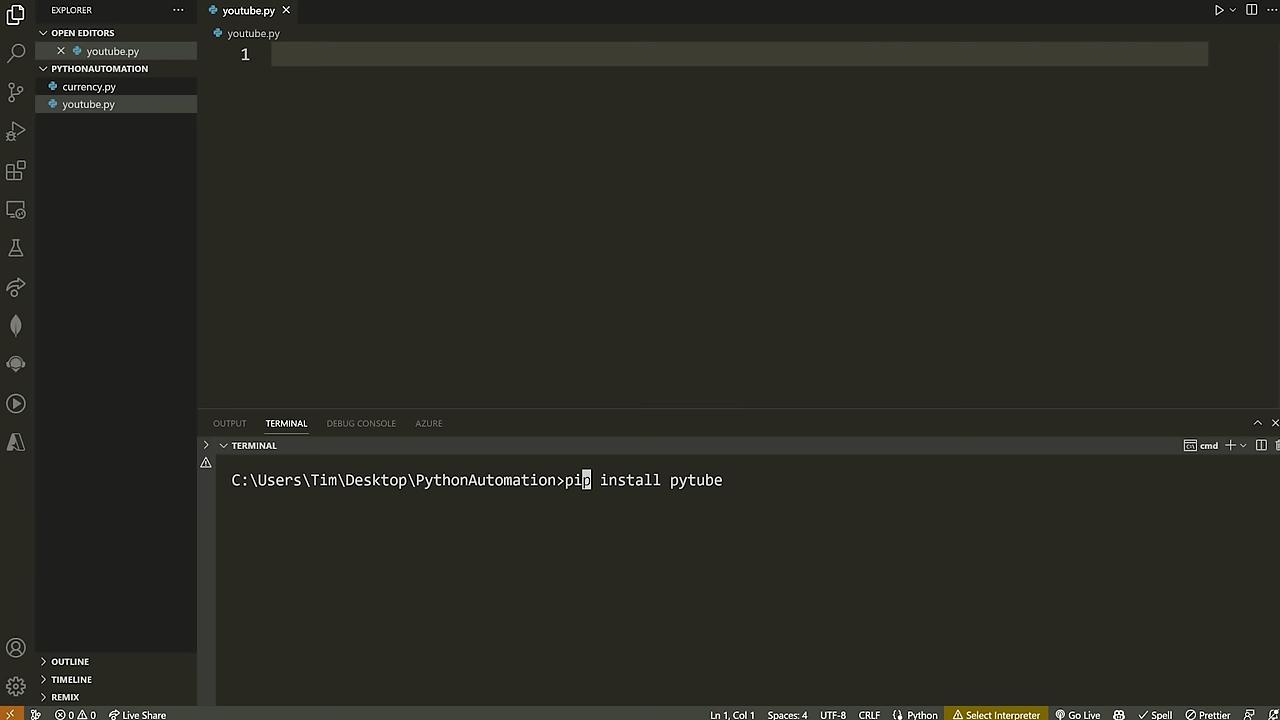 EXPLORER
OPEN EDITORS
youtube.py
PYTHONAUTOMATION
currency.py
youtube.py
OUTLINE
TIMELINE
REMIX
youtube.py
youtube.py
1
OUTPUT TERMINAL DEBUG CONSOLE AZURE
TERMINAL
cmd
C:\Users\Tim\Desktop\PythonAutomation>pip install pytube
0 0 Live Share Ln 1, Col 1 Spaces: 4 UTF-8 CRLF Python Select Interpreter Go Live Spell Prettier